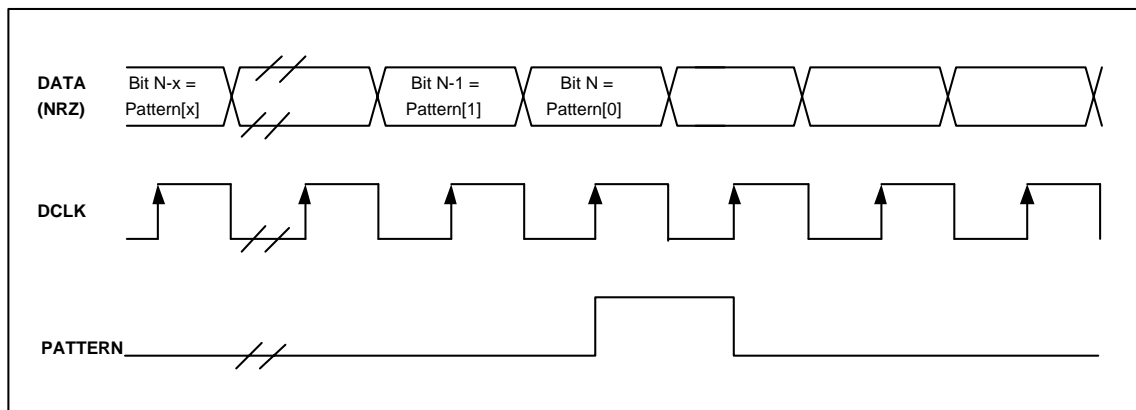 DATA
(NRZ)
Bit N-x =
Pattern[x]
Bit N-1 =
Pattern[1]
Bit N =
Pattern[0]
DCLK
PATTERN